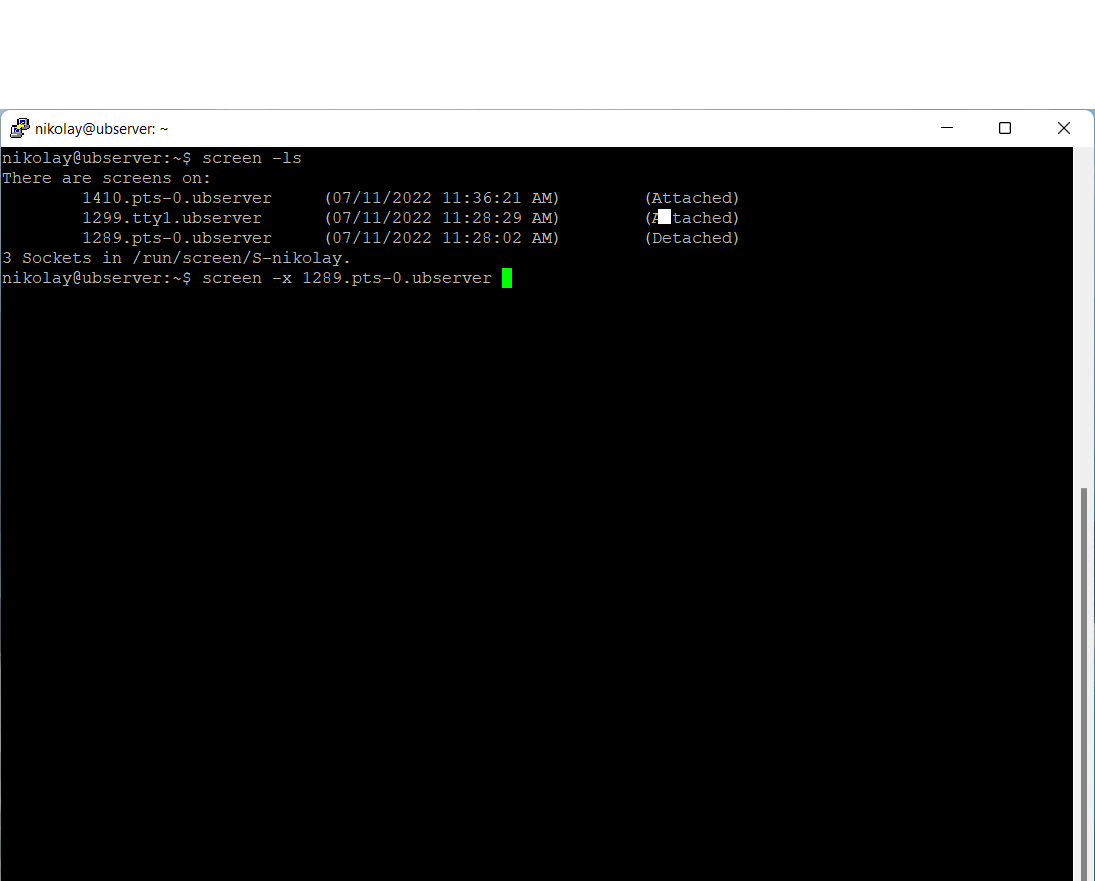 nikolay@ubserver: ~
nikolay@ubserver:~$ screen -ls
There are screens on:
1410.pts-0.ubserver (07/11/2022 11:36:21 AM) (Attached)
1299.tty1.ubserver (07/11/2022 11:28:29 AM) (Attached)
1289.pts-0.ubserver (07/11/2022 11:28:02 AM) (Detached)
3 Sockets in /run/screen/S-nikolay.
nikolay@ubserver:~$ screen -x 1289.pts-0.ubserver